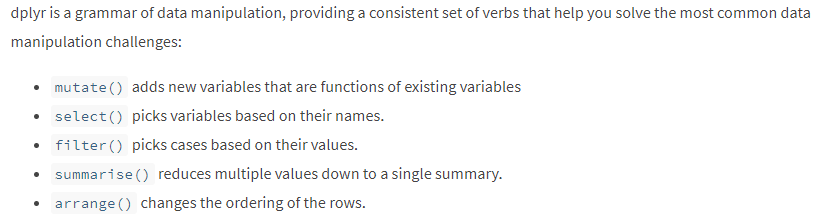 dplyr is a grammar of data manipulation, providing a consistent set of verbs that help you solve the most common data
manipulation challenges:
• mutate() adds new variables that are functions of existing variables
• select() picks variables based on their names.
• filter() picks cases based on their values.
• summarise() reduces multiple values down to a single summary.
• arrange() changes the ordering of the rows.